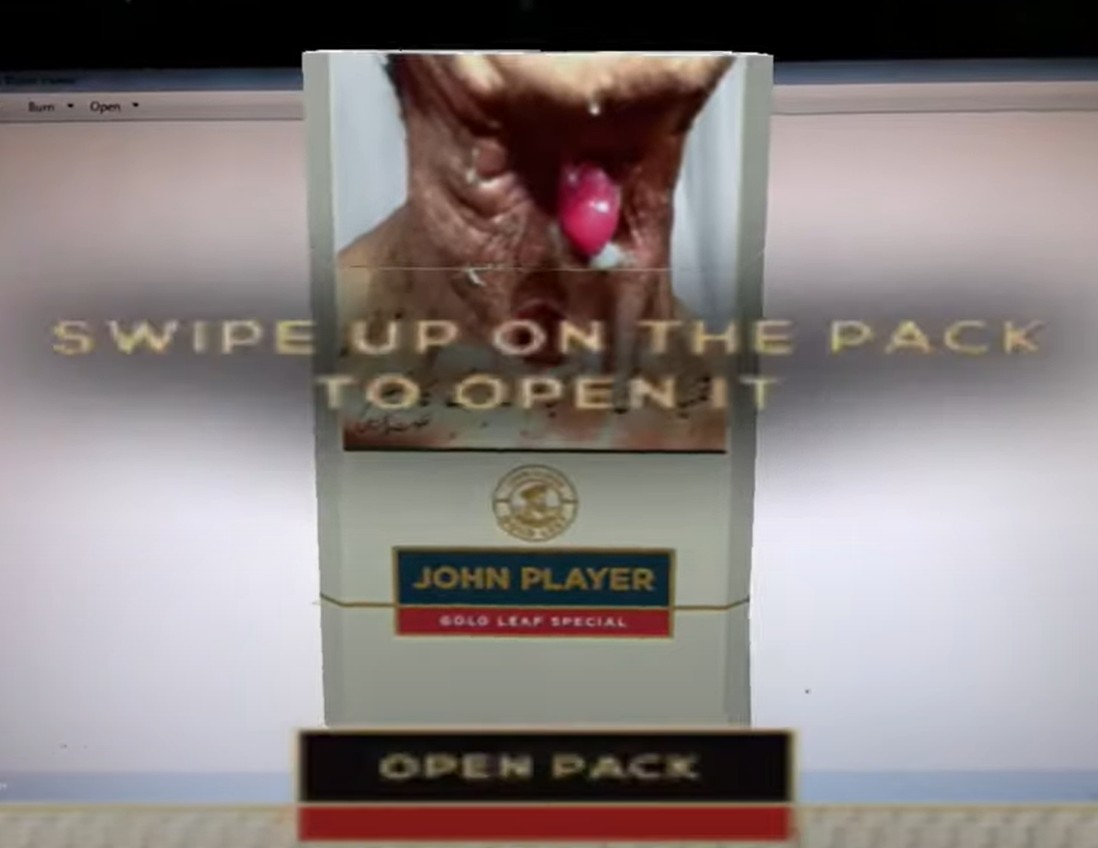 Burn Open
SWIPE UP ON THE PACK
TO OPEN IT
JOHN PLAYER
GOLD LEAF SPECIAL
OPEN PACK